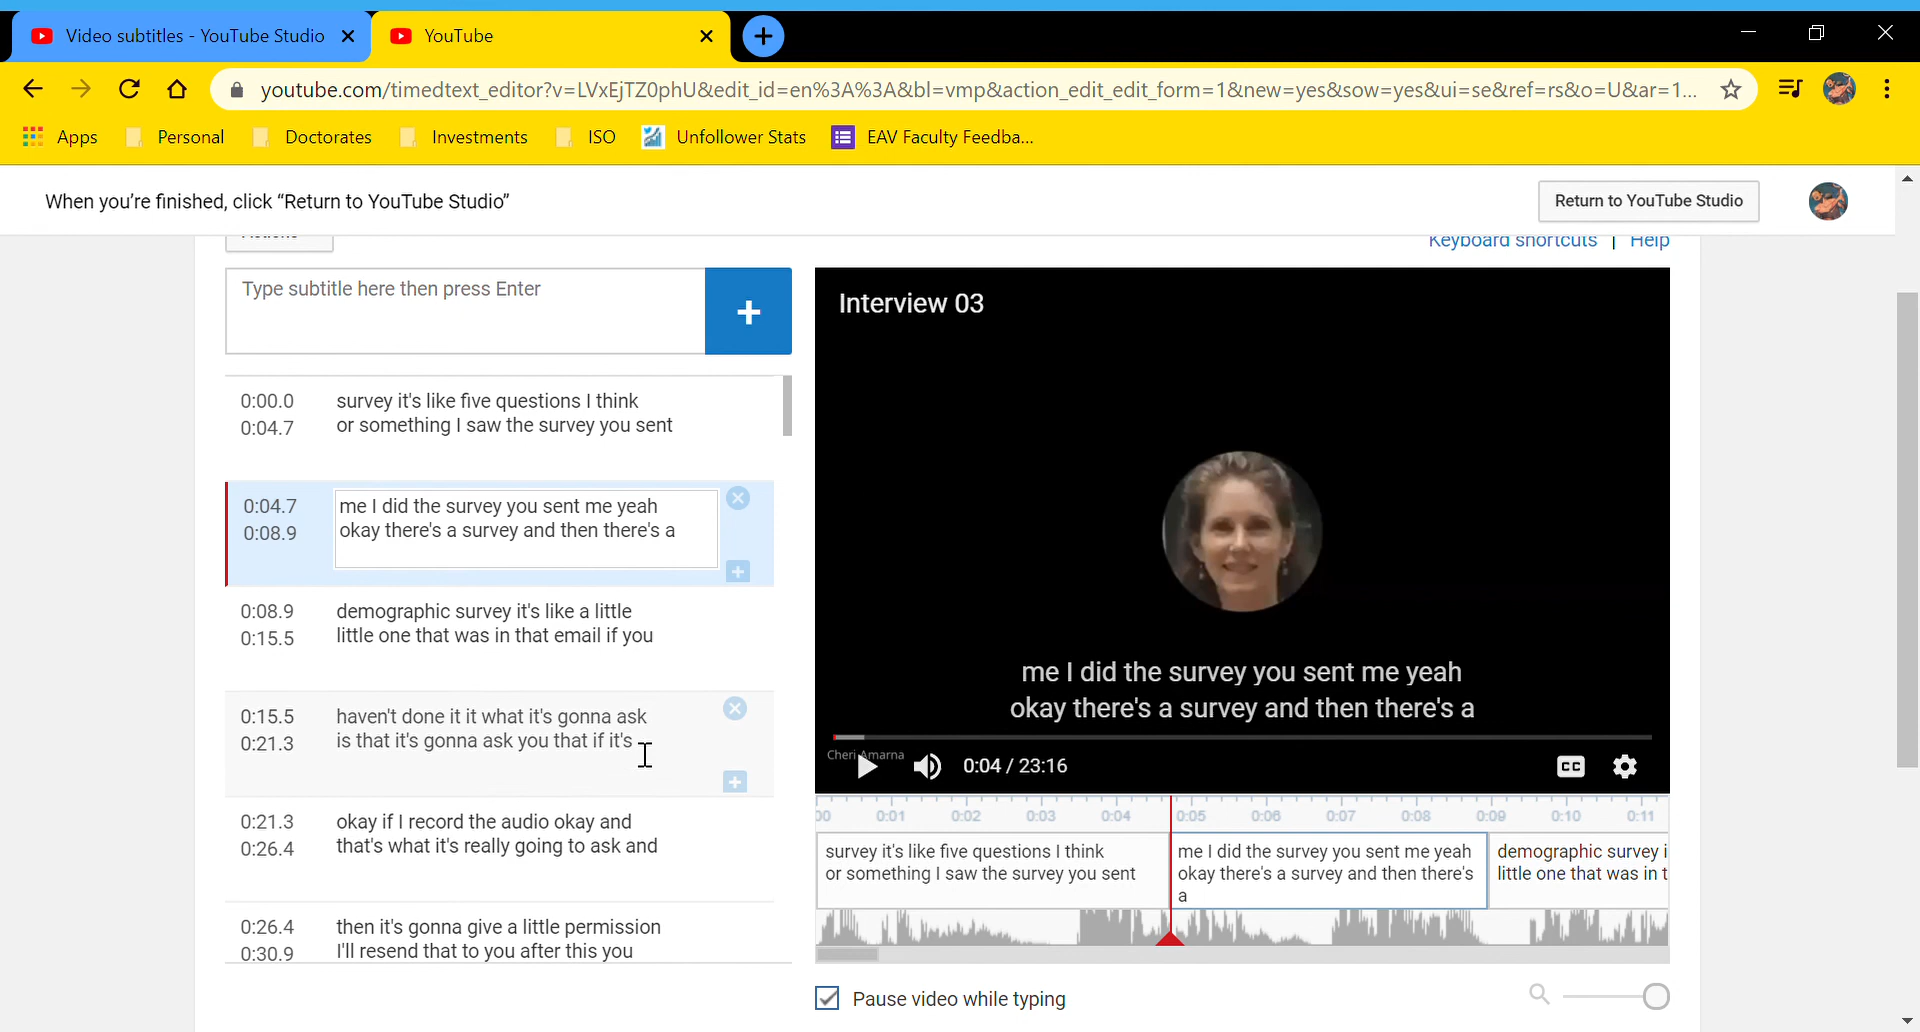 Video subtitles - YouTube Studio
YouTube
youtube.com/timedtext_editor?v=LVxEjTZ0phU&edit_id=en%3A%3A&bl=vmp&action_edit_edit_form=1&new=yes&sow=yes&ui=se&ref=rs&o=U&ar=1...
Apps
Personal
Doctorates
Investments
ISO
Unfollower Stats
EAV Faculty Feedba...
When you're finished, click “Return to YouTube Studio”
Return to YouTube Studio
Actions
Keyboard shortcuts | Help
Type subtitle here then press Enter
+
0:00.0 survey it's like five questions I think
0:04.7 or something I saw the survey you sent
0:04.7 me I did the survey you sent me yeah
0:08.9 okay there's a survey and then there's a
0:08.9 demographic survey it's like a little
0:15.5 little one that was in that email if you
0:15.5 haven't done it it what it's gonna ask
0:21.3 is that it's gonna ask you that if it's
0:21.3 okay if I record the audio okay and
0:26.4 that's what it's really going to ask and
0:26.4 then it's gonna give a little permission
0:30.9 I'll resend that to you after this you
Interview 03
me I did the survey you sent me yeah
okay there's a survey and then there's a
Cheri Amarna
0:04 / 23:16
CC
00 0:01 0:02 0:03 0:04 0:05 0:06 0:07 0:08 0:09 0:10 0:11
survey it's like five questions I think
or something I saw the survey you sent
me I did the survey you sent me yeah
okay there's a survey and then there's
a
demographic survey i
little one that was in t
Pause video while typing